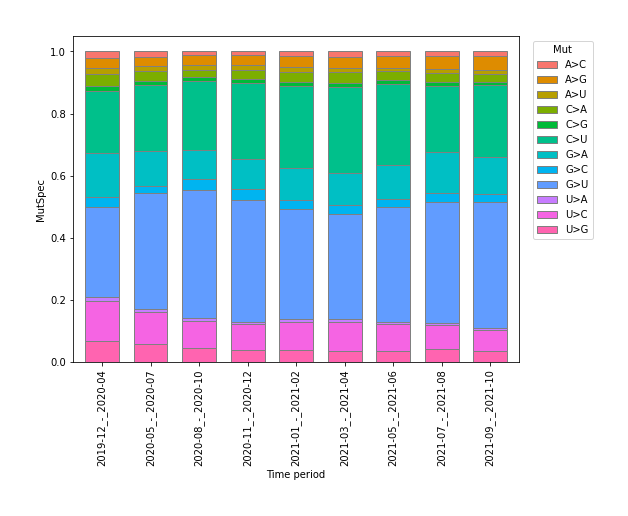 Mut
A>C
A>G
A>U
C>A
C>G
C>U
G>A
G>C
G>U
U>A
U>C
U>G
MutSpec
1.0
0.8
0.6
0.4
0.2
0.0
2019-12_-_2020-04
2020-05_-_2020-07
2020-08_-_2020-10
2020-11_-_2020-12
2021-01_-_2021-02
2021-03_-_2021-04
2021-05_-_2021-06
2021-07_-_2021-08
2021-09_-_2021-10
Time period